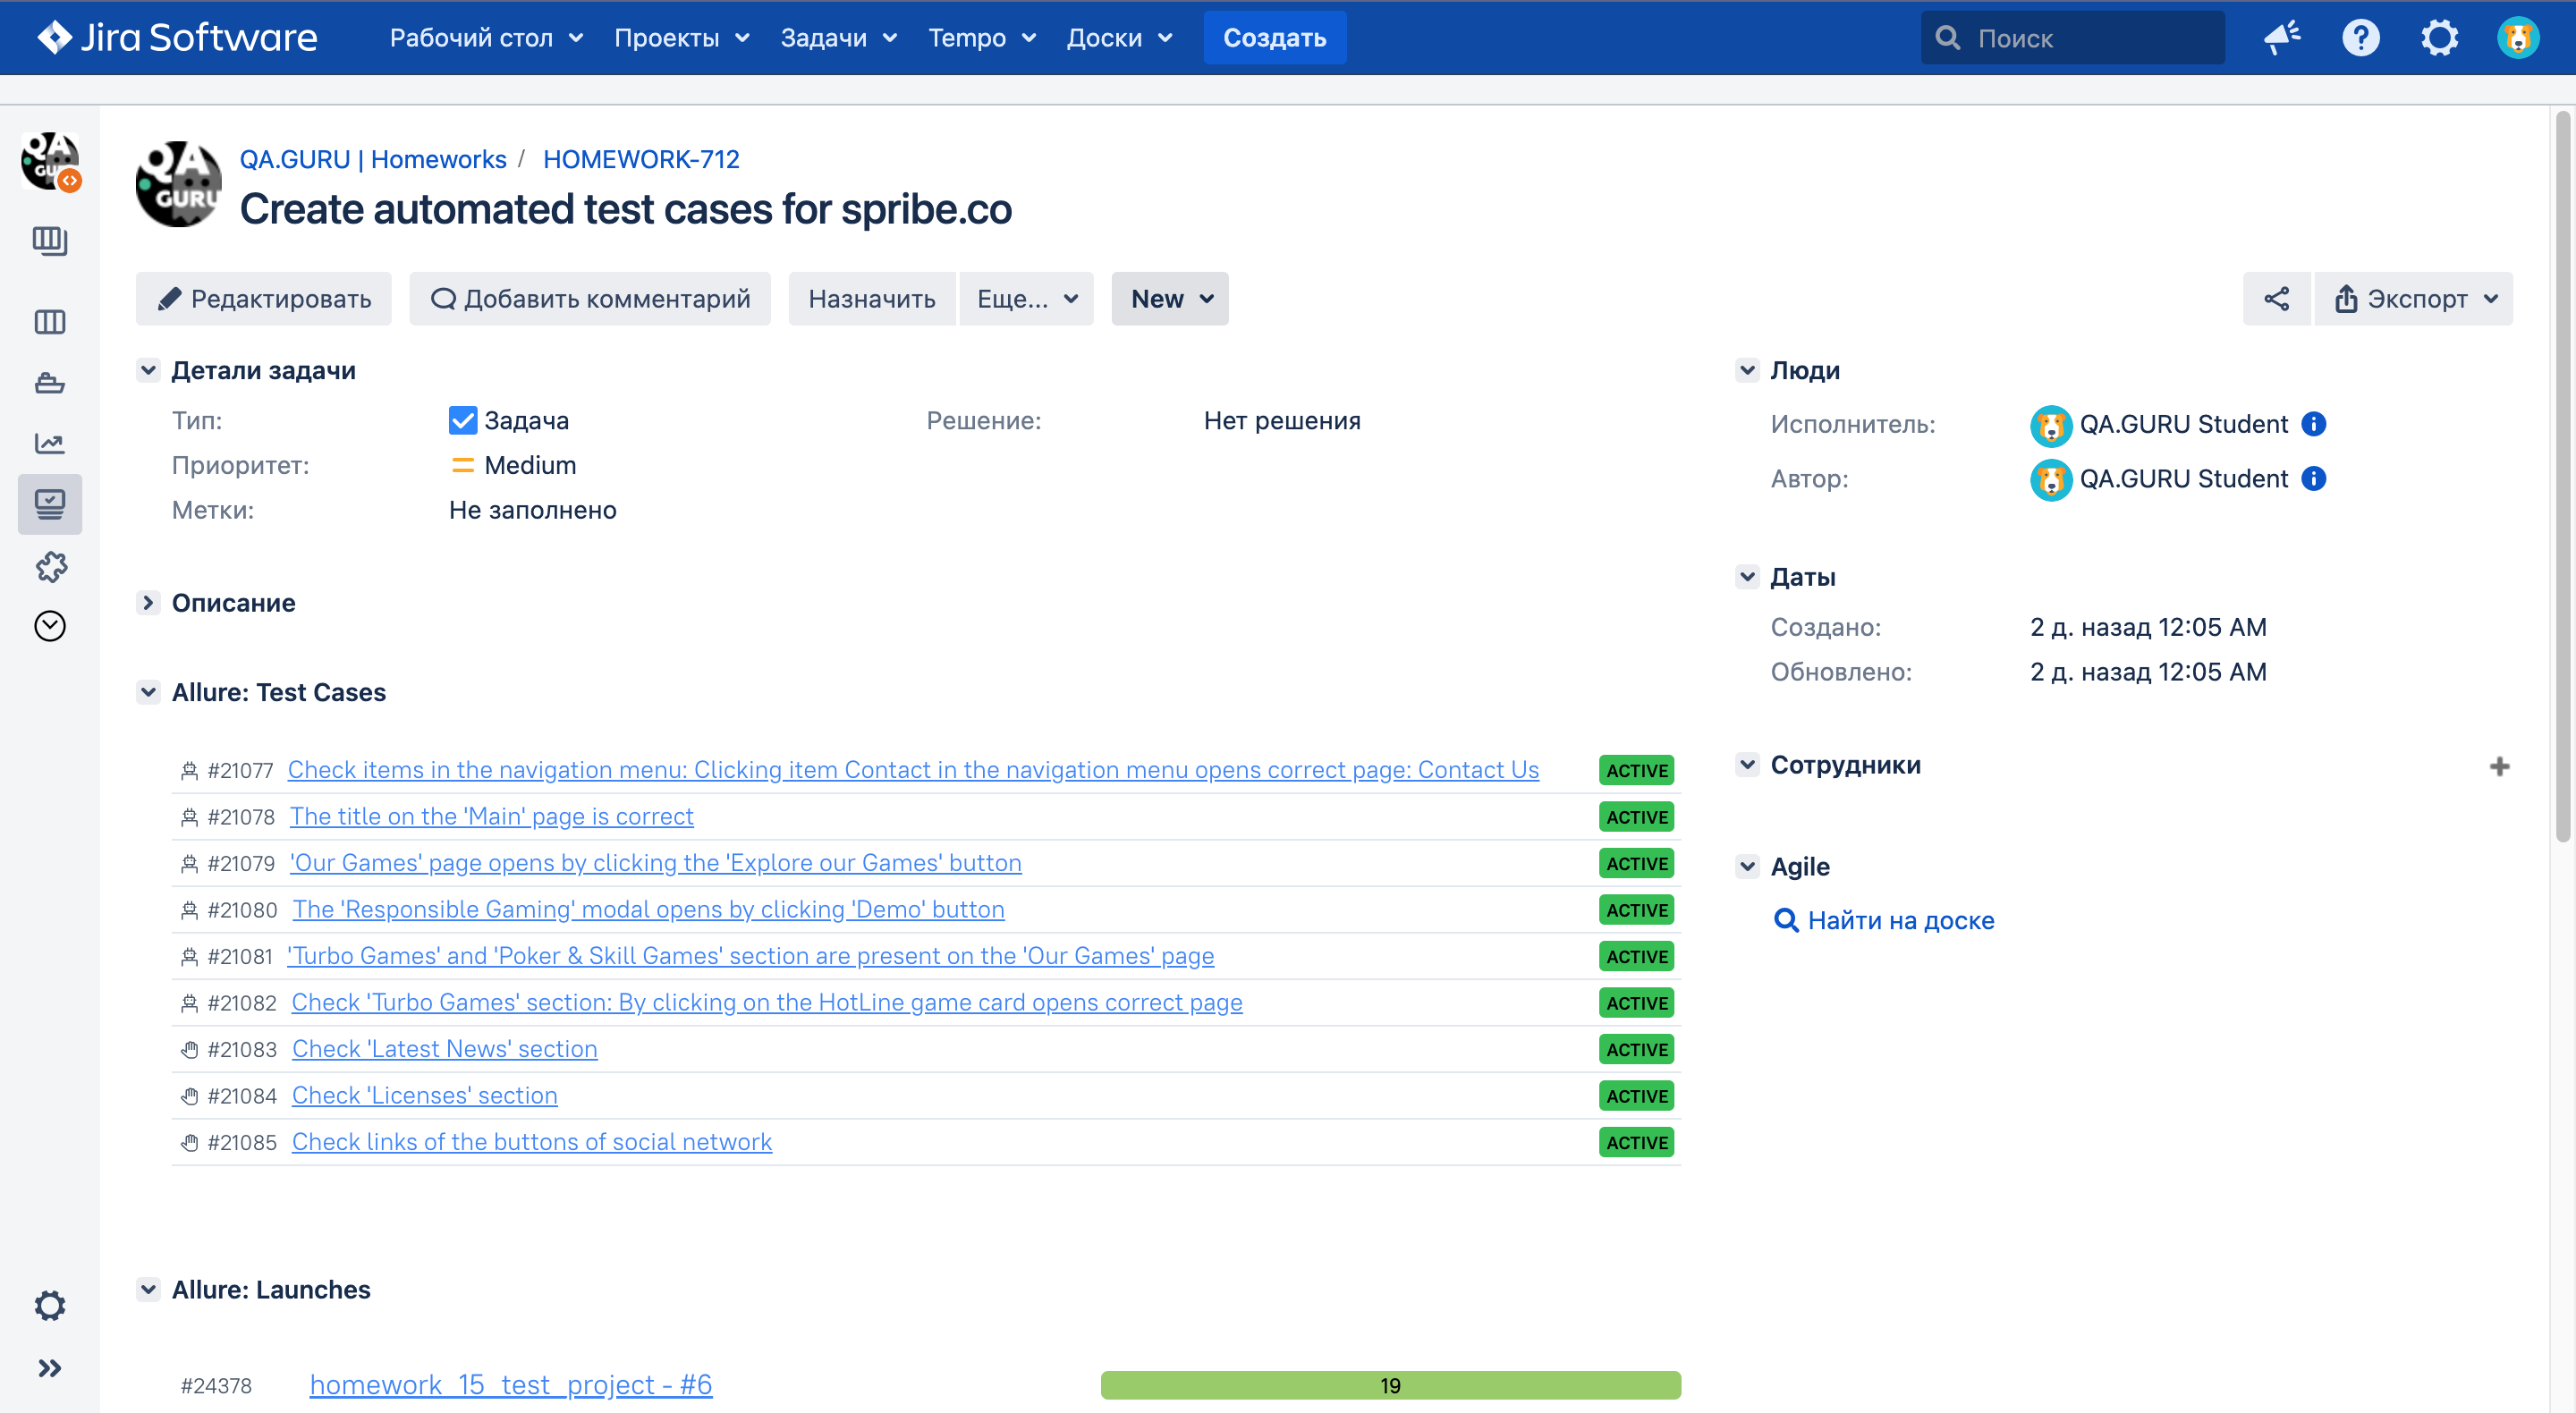 Jira Software Рабочий стол Проекты Задачи Tempo Доски Создать Поиск
QA GURU
QA.GURU | Homeworks / HOMEWORK-712
Create automated test cases for spribe.co
Редактировать Добавить комментарий Назначить Еще... New Экспорт
Детали задачи
Тип: Задача Решение: Нет решения
Приоритет: Medium
Метки: Не заполнено
Описание
Allure: Test Cases
#21077 Check items in the navigation menu: Clicking item Contact in the navigation menu opens correct page: Contact Us ACTIVE
#21078 The title on the 'Main' page is correct ACTIVE
#21079 'Our Games' page opens by clicking the 'Explore our Games' button ACTIVE
#21080 The 'Responsible Gaming' modal opens by clicking 'Demo' button ACTIVE
#21081 'Turbo Games' and 'Poker & Skill Games' section are present on the 'Our Games' page ACTIVE
#21082 Check 'Turbo Games' section: By clicking on the HotLine game card opens correct page ACTIVE
#21083 Check 'Latest News' section ACTIVE
#21084 Check 'Licenses' section ACTIVE
#21085 Check links of the buttons of social network ACTIVE
Allure: Launches
#24378 homework_15_test_project - #6 19
Люди
Исполнитель: QA.GURU Student
Автор: QA.GURU Student
Даты
Создано: 2 д. назад 12:05 AM
Обновлено: 2 д. назад 12:05 AM
Сотрудники
Agile
Найти на доске